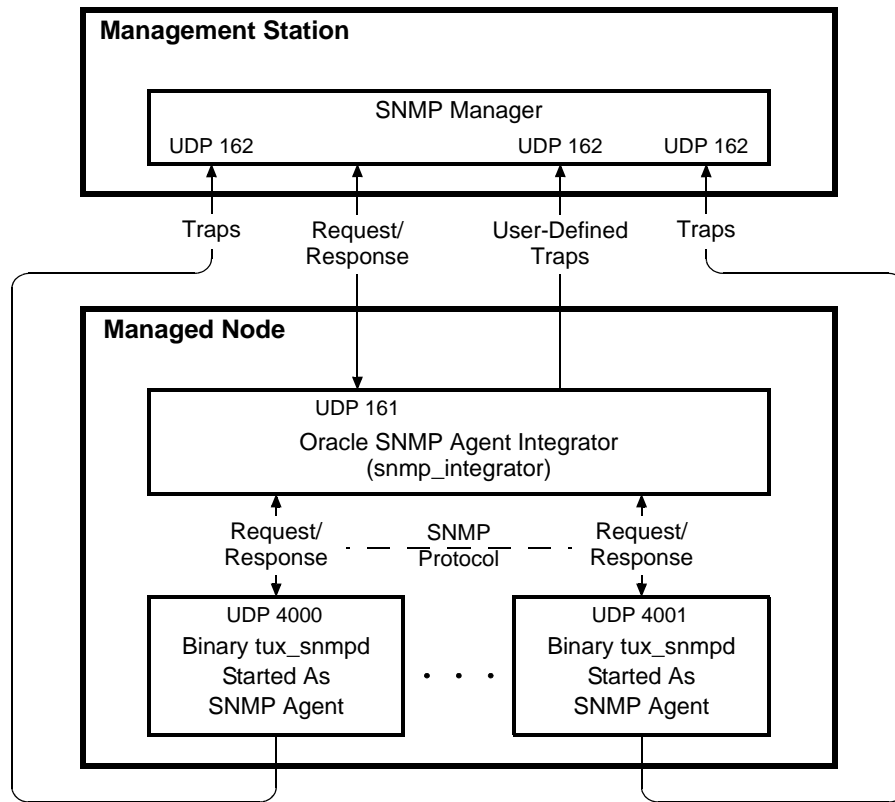 Management Station
SNMP Manager
UDP 162
UDP 162
UDP 162
Traps
Request/
Response
User-Defined
Traps
Traps
Managed Node
UDP 161
Oracle SNMP Agent Integrator
(snmp_integrator)
Request/
Response
SNMP
Protocol
Request/
Response
UDP 4000
Binary tux_snmpd
Started As
SNMP Agent
. . .
UDP 4001
Binary tux_snmpd
Started As
SNMP Agent